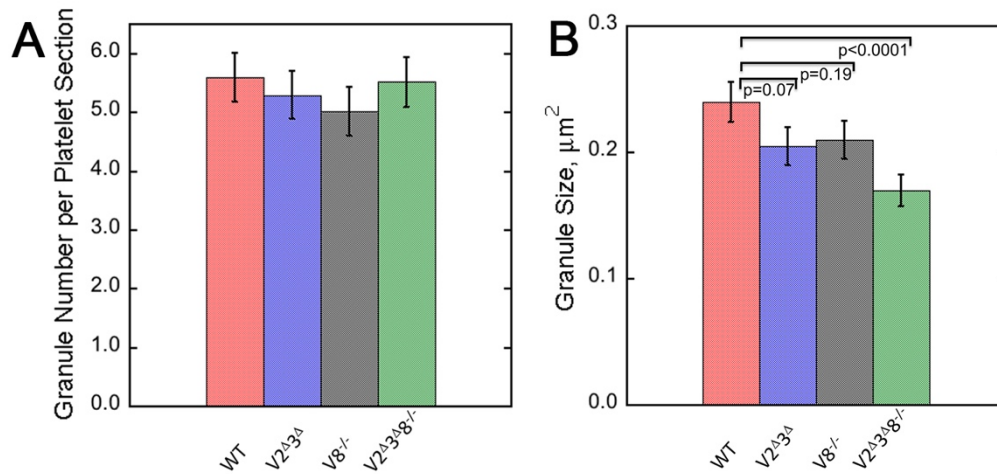 A
Granule Number per Platelet Section
6.0
5.0
4.0
3.0
2.0
1.0
0.0
WT
V2Δ3Δ
V8-/-
V2Δ3Δ8-/-
B
Granule Size, μm²
0.3
0.2
0.1
0.0
p<0.0001
p=0.19
p=0.07
WT
V2Δ3Δ
V8-/-
V2Δ3Δ8-/-